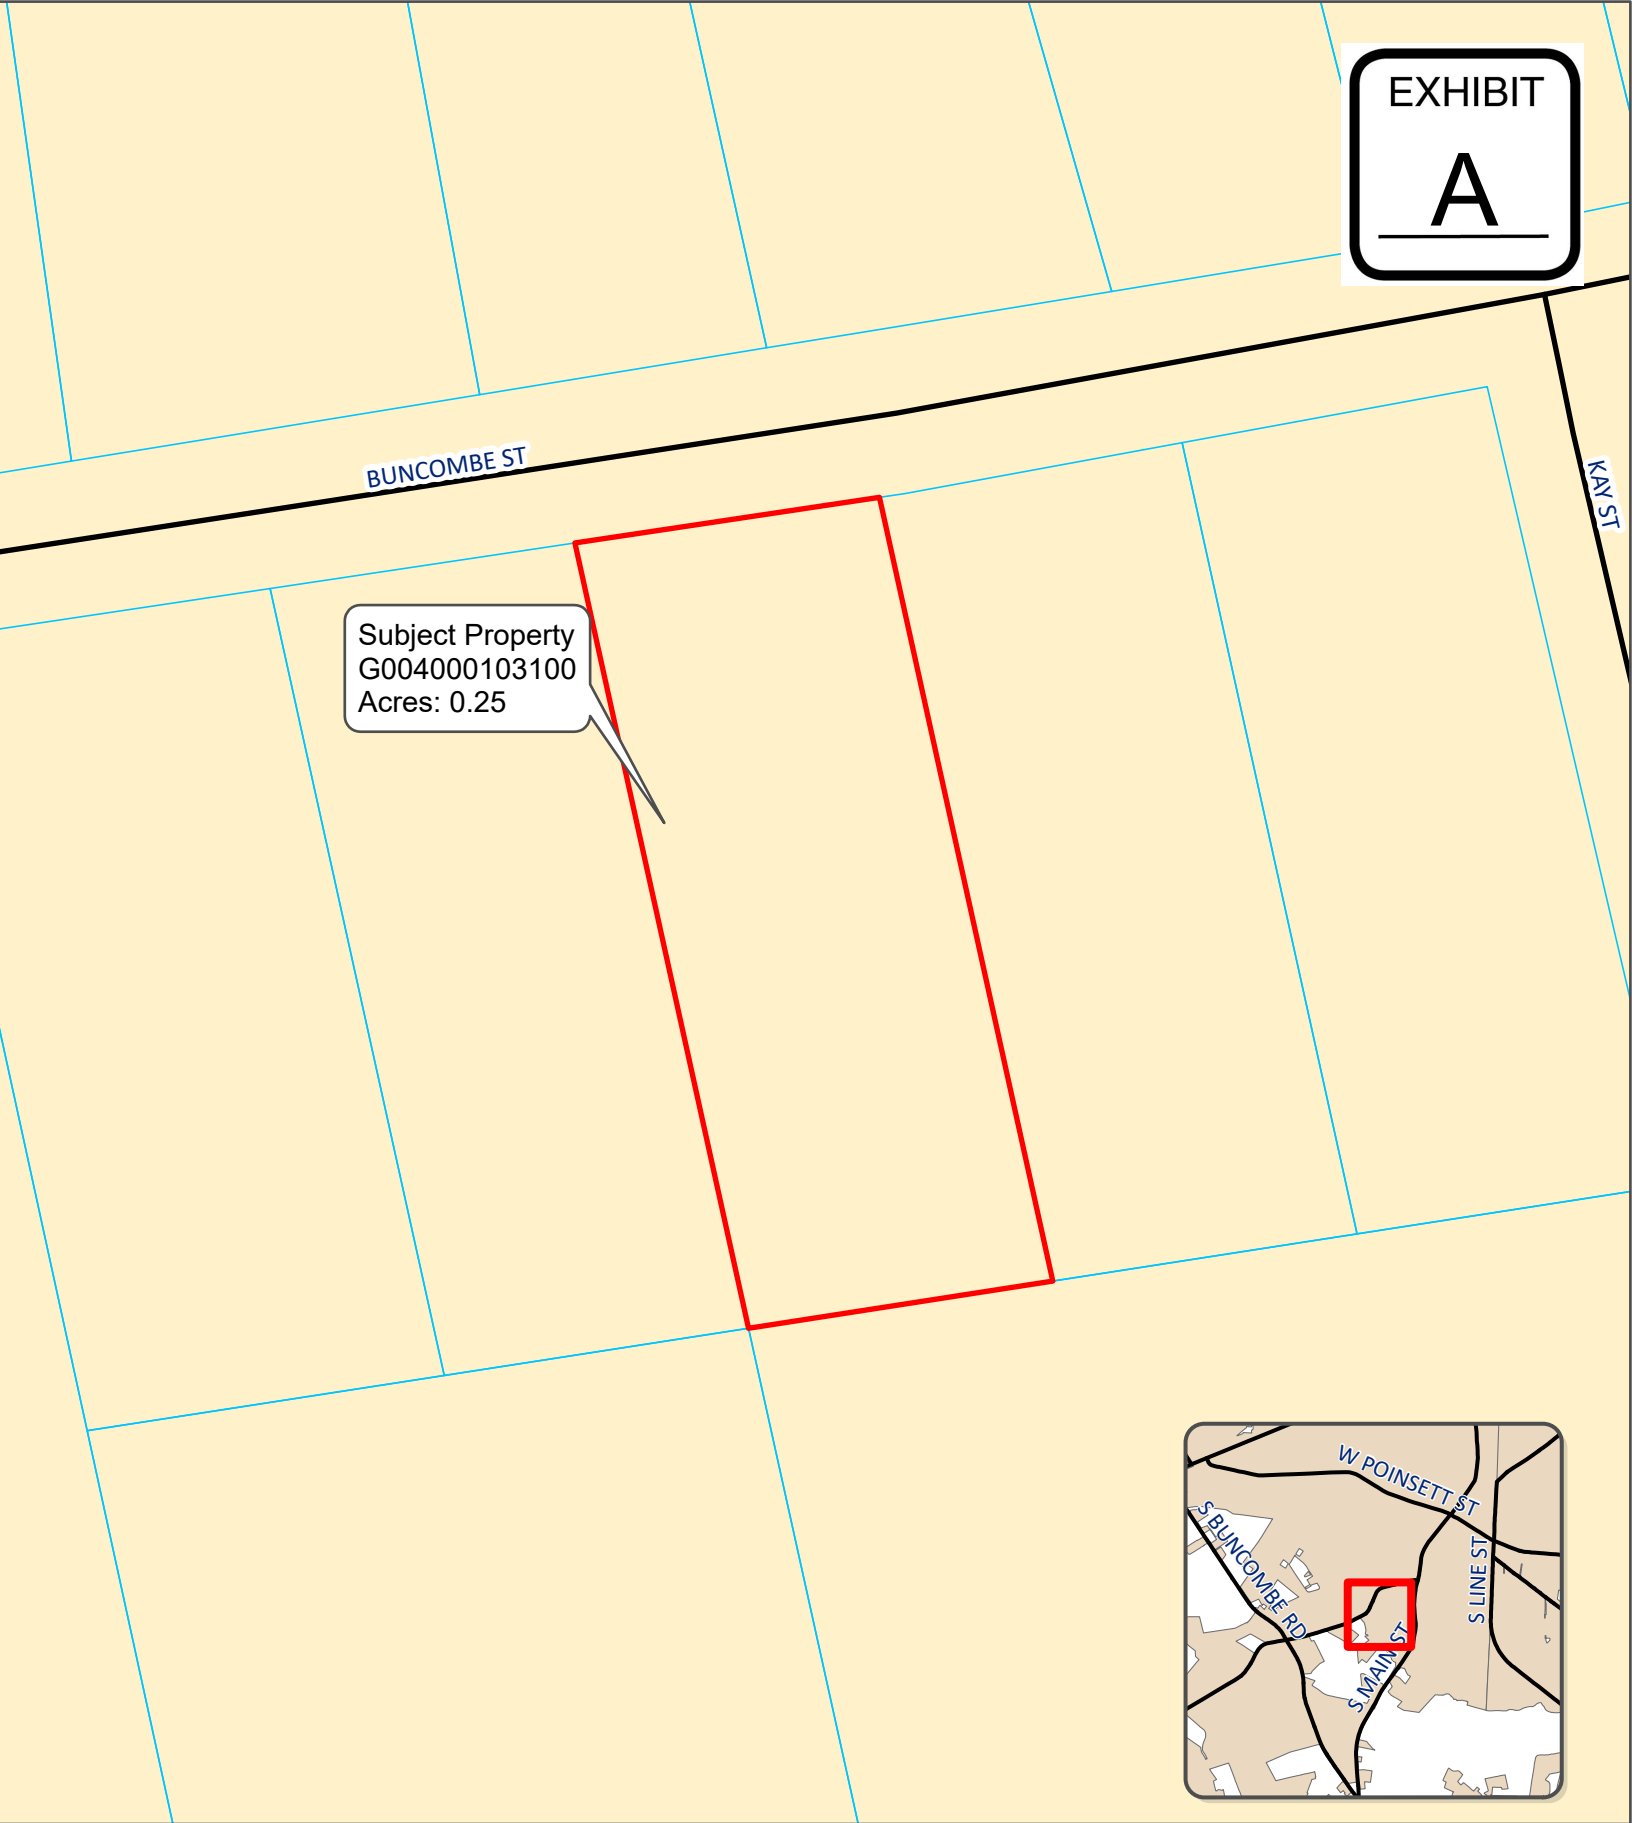 EXHIBIT
A
BUNCOMBE ST
KAY ST
Subject Property
G004000103100
Acres: 0.25
W POINSETT ST
S BUNCOMBE RD
S LINE ST
S MAIN ST